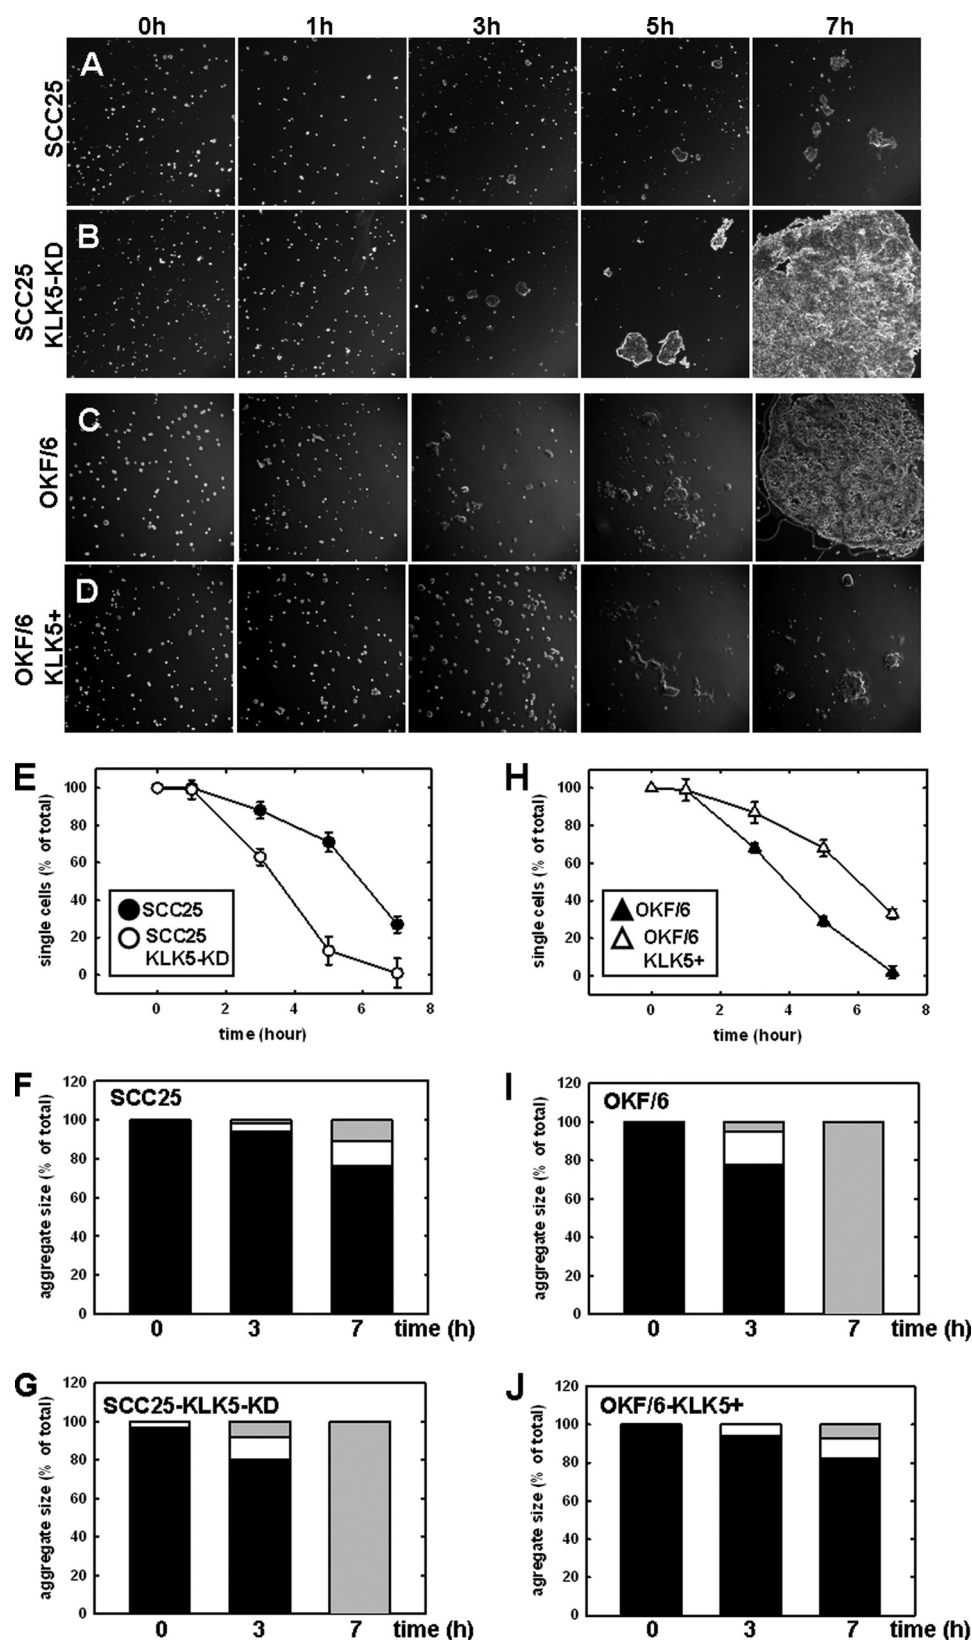 0h 1h 3h 5h 7h
A
SCC25
B
SCC25
KLK5-KD
C
OKF/6
D
OKF/6
KLK5+
E
single cells (% of total)
100
80
60
40
20
0
SCC25
SCC25
KLK5-KD
0 2 4 6 8
time (hour)
H
single cells (% of total)
100
80
60
40
20
0
OKF/6
OKF/6
KLK5+
0 2 4 6 8
time (hour)
F
SCC25
aggregate size (% of total)
120
100
80
60
40
20
0
0 3 7 time (h)
I
OKF/6
aggregate size (% of total)
120
100
80
60
40
20
0
0 3 7 time (h)
G
SCC25-KLK5-KD
aggregate size (% of total)
120
100
80
60
40
20
0
0 3 7 time (h)
J
OKF/6-KLK5+
agregate size (% of total)
120
100
80
60
40
20
0
0 3 7 time (h)